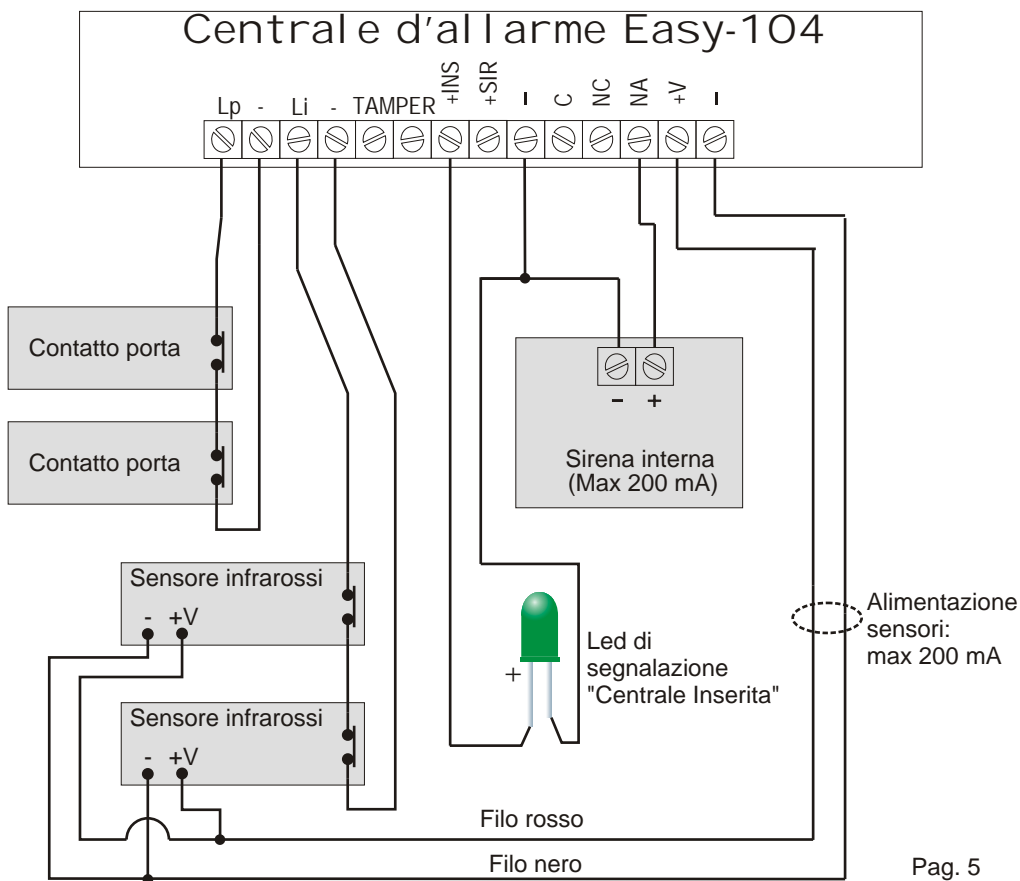 Centrale d'allarme Easy-104
Lp - Li - TAMPER +INS +SIR - C NC NA +V -
Contatto porta
Contatto porta
- +
Sirena interna
(Max 200 mA)
Sensore infrarossi
- +V
Sensore infrarossi
- +V
+
Led di
segnalazione
"Centrale Inserita"
Alimentazione
sensori:
max 200 mA
Filo rosso
Filo nero
Pag. 5